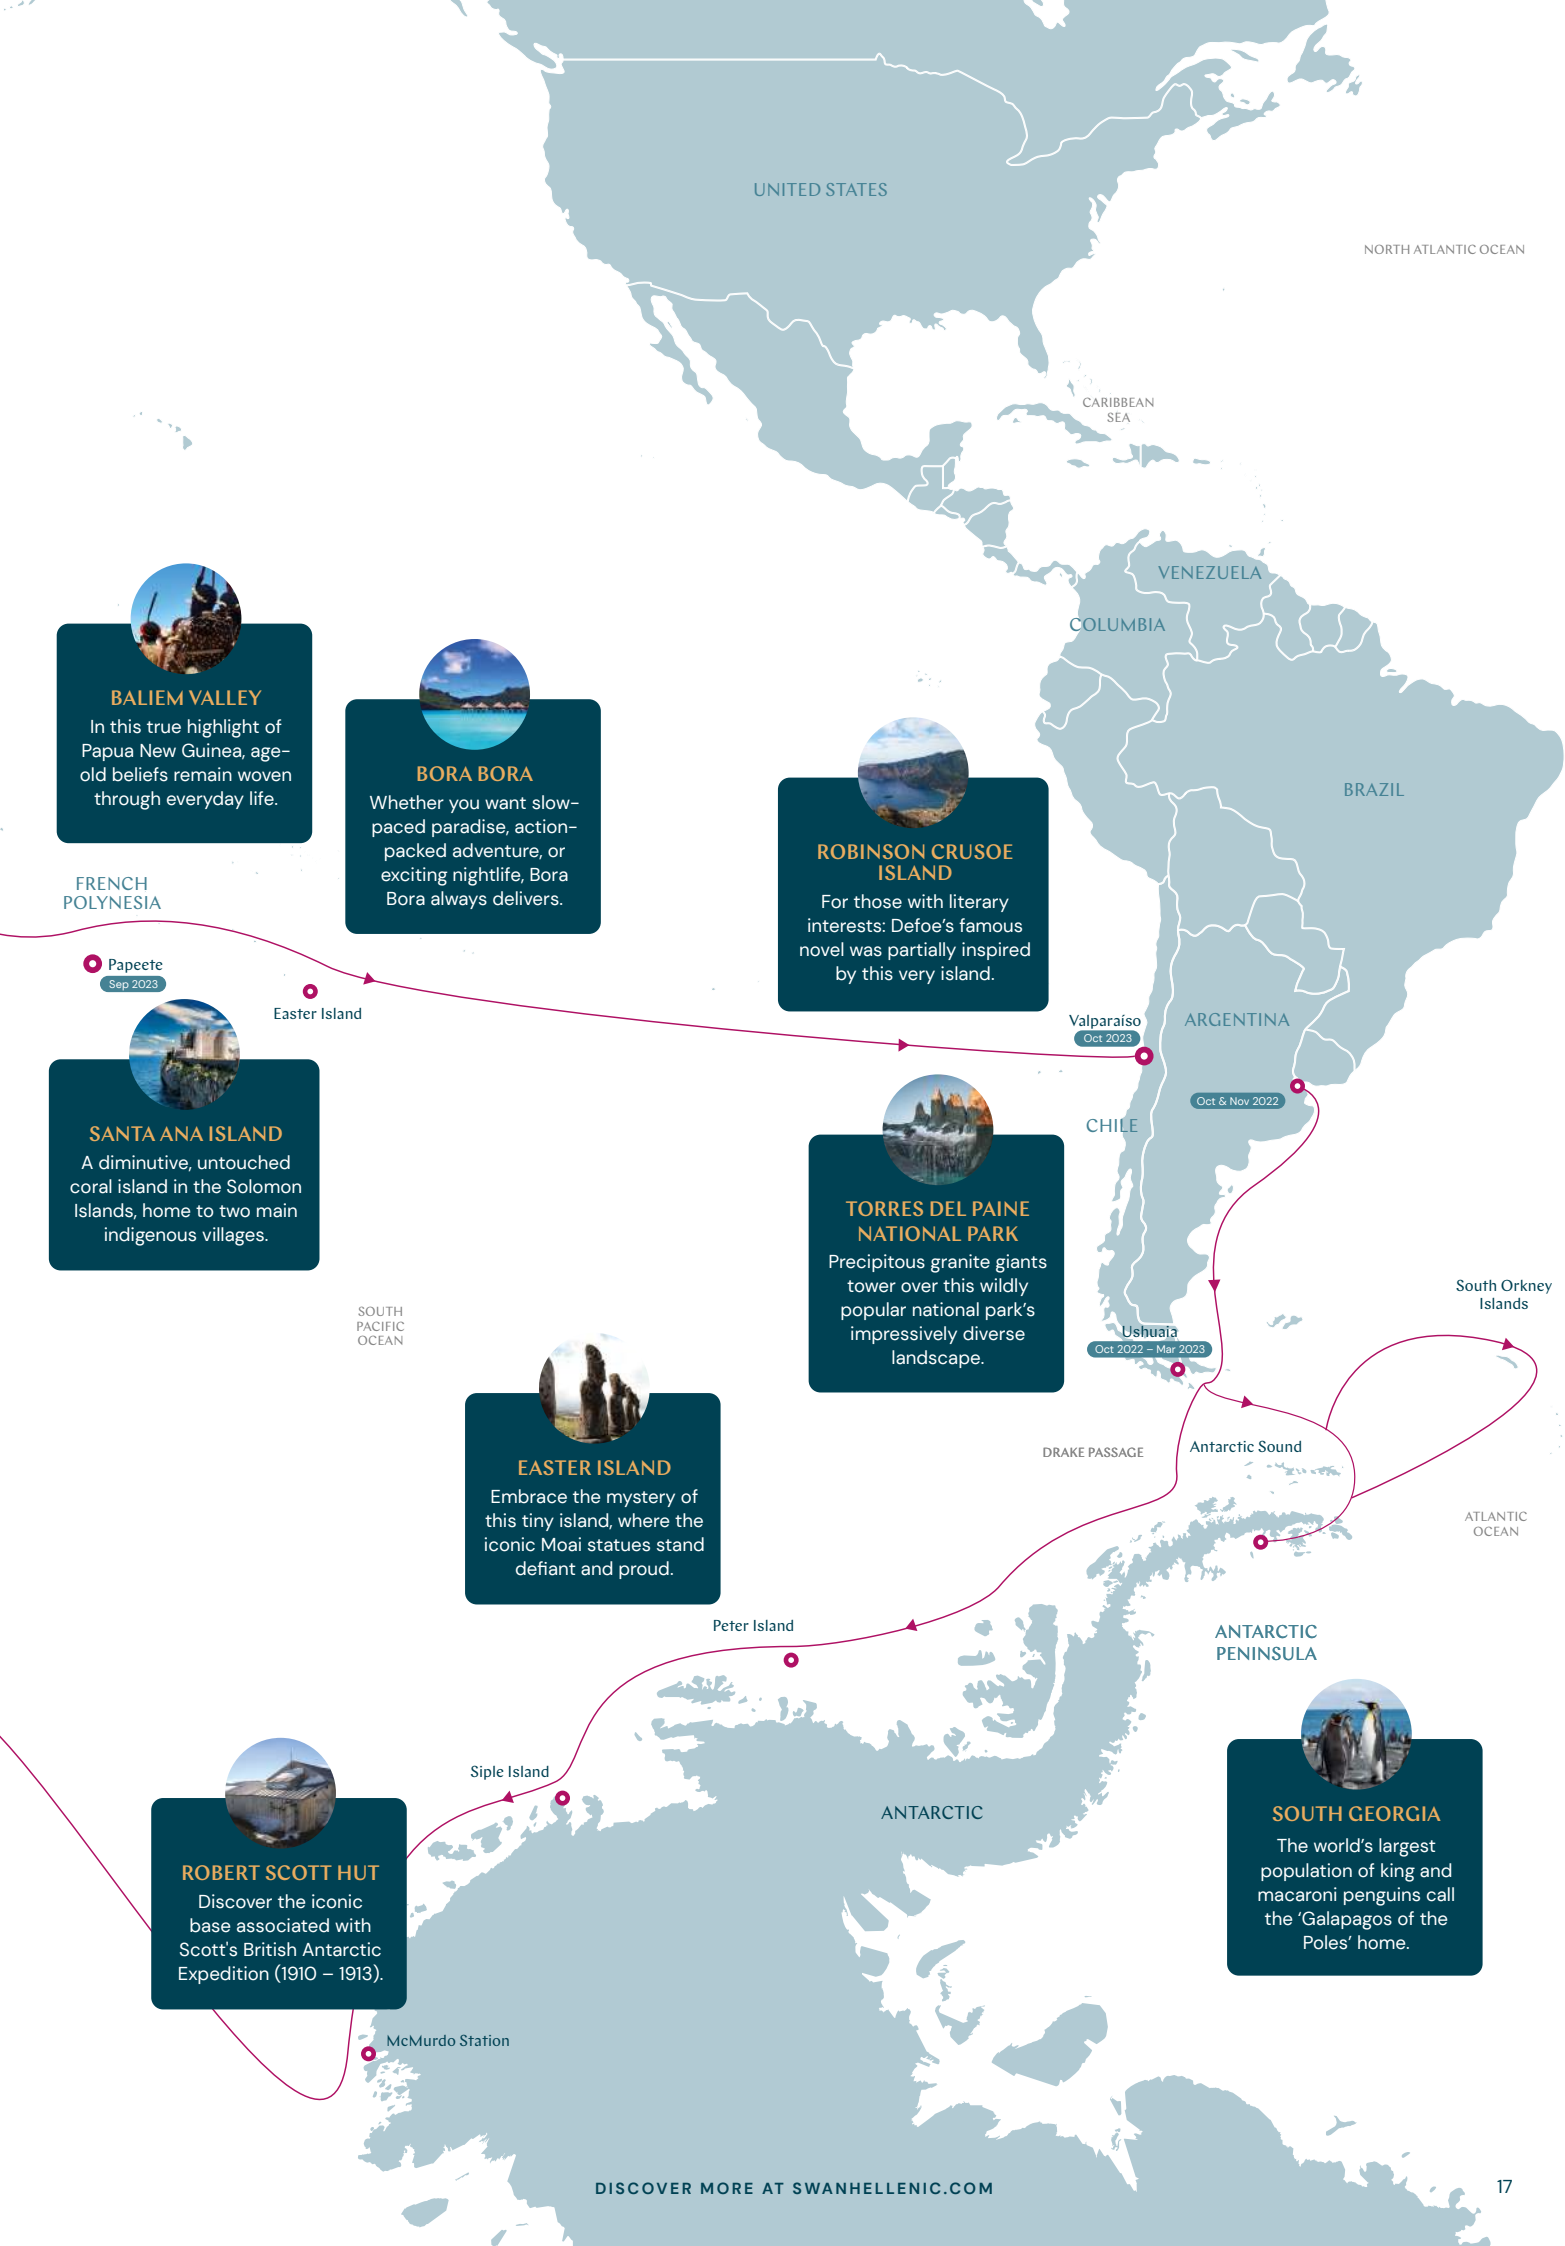 UNITED STATES
NORTH ATLANTIC OCEAN
CARIBBEAN
SEA
VENEZUELA
COLUMBIA
BRAZIL
BALIEM VALLEY
In this true highlight of
Papua New Guinea, age-
old beliefs remain woven
through everyday life.
BORA BORA
Whether you want slow-
paced paradise, action-
packed adventure, or
exciting nightlife, Bora
Bora always delivers.
ROBINSON CRUSOE
ISLAND
For those with literary
interests: Defoe's famous
novel was partially inspired
by this very island.
FRENCH
POLYNESIA
Papeete
Sep 2023
Easter Island
Valparaíso
Oct 2023
ARGENTINA
Oct & Nov 2022
CHILE
SANTA ANA ISLAND
A diminutive, untouched
coral island in the Solomon
Islands, home to two main
indigenous villages.
TORRES DEL PAINE
NATIONAL PARK
Precipitous granite giants
tower over this wildly
popular national park's
impressively diverse
landscape.
SOUTH
PACIFIC
OCEAN
South Orkney
Islands
Ushuaia
Oct 2022 – Mar 2023
EASTER ISLAND
Embrace the mystery of
this tiny island, where the
iconic Moai statues stand
defiant and proud.
DRAKE PASSAGE
Antarctic Sound
ATLANTIC
OCEAN
Peter Island
ANTARCTIC
PENINSULA
Siple Island
ANTARCTIC
SOUTH GEORGIA
The world's largest
population of king and
macaroni penguins call
the ‘Galapagos of the
Poles’ home.
ROBERT SCOTT HUT
Discover the iconic
base associated with
Scott's British Antarctic
Expedition (1910 – 1913).
McMurdo Station
DISCOVER MORE AT SWANHELLENIC.COM
17